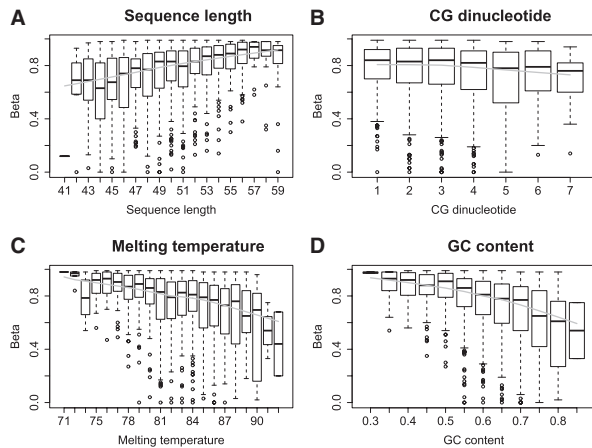 A Sequence length
Beta
0.0 0.4 0.8
41 43 45 47 49 51 53 55 57 59
Sequence length
B CG dinucleotide
Beta
0.0 0.4 0.8
1 2 3 4 5 6 7
CG dinucleotide
C Melting temperature
Beta
0.0 0.4 0.8
71 75 78 81 84 87 90
Melting temperature
D GC content
Beta
0.0 0.4 0.8
0.3 0.4 0.5 0.6 0.7 0.8
GC content